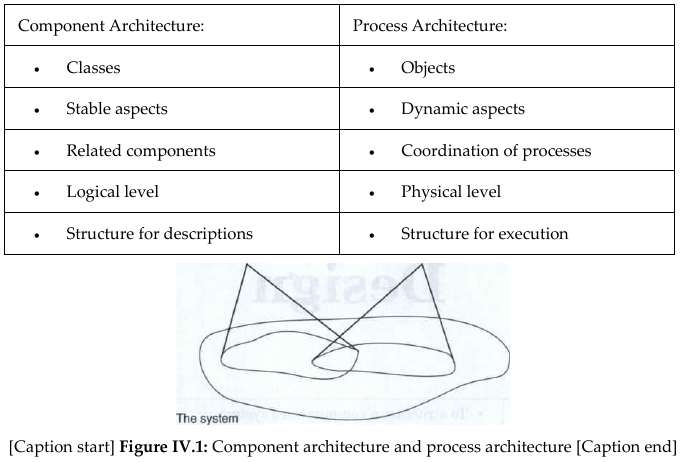 Component Architecture: Process Architecture:
• Classes • Objects
• Stable aspects • Dynamic aspects
• Related components • Coordination of processes
• Logical level • Physical level
• Structure for descriptions • Structure for execution
Design
The system
[Caption start] Figure IV.1: Component architecture and process architecture [Caption end]